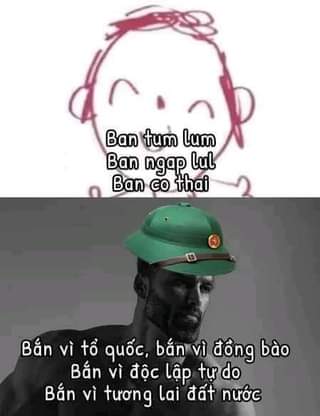 Ban tum lum
Ban ngap lul
Ban co thai
Bắn vì tổ quốc, bắn vì đồng bào
Bắn vì độc lập tự do
Bắn vì tương lai đất nước